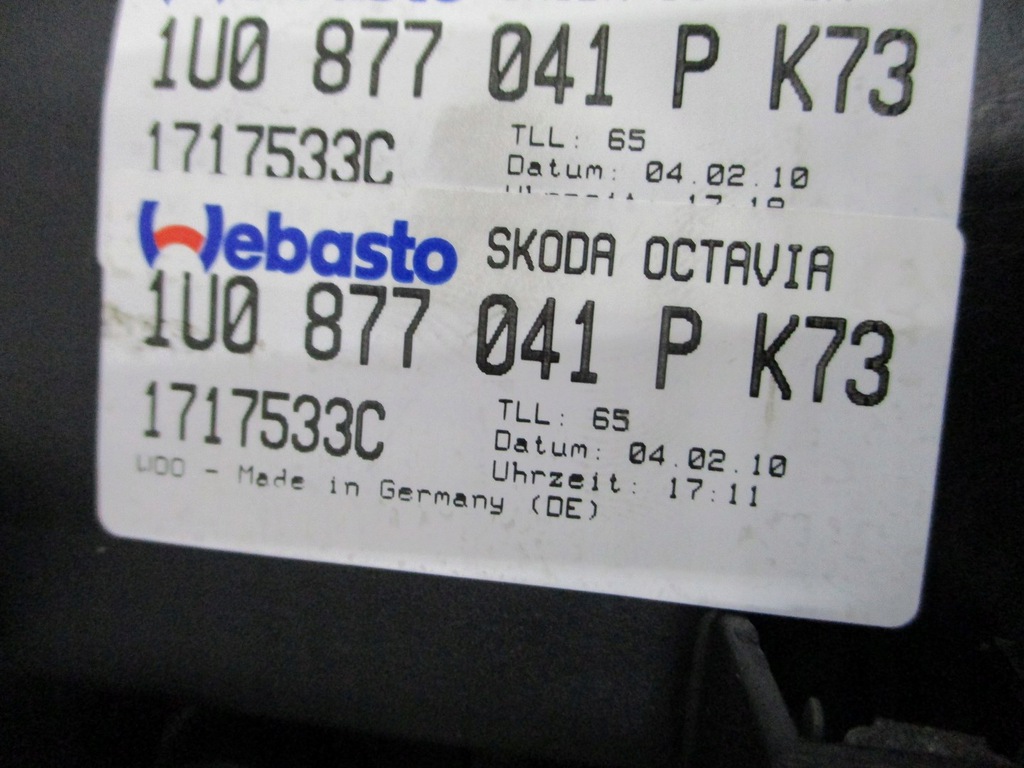 1U0 877 041 P K73
1717533C
TLL: 65
Datum: 04.02.10
Webasto SKODA OCTAVIA
1U0 877 041 P K73
1717533C
TLL: 65
Datum: 04.02.10
Uhrzeit: 17:11
Made in Germany (DE)